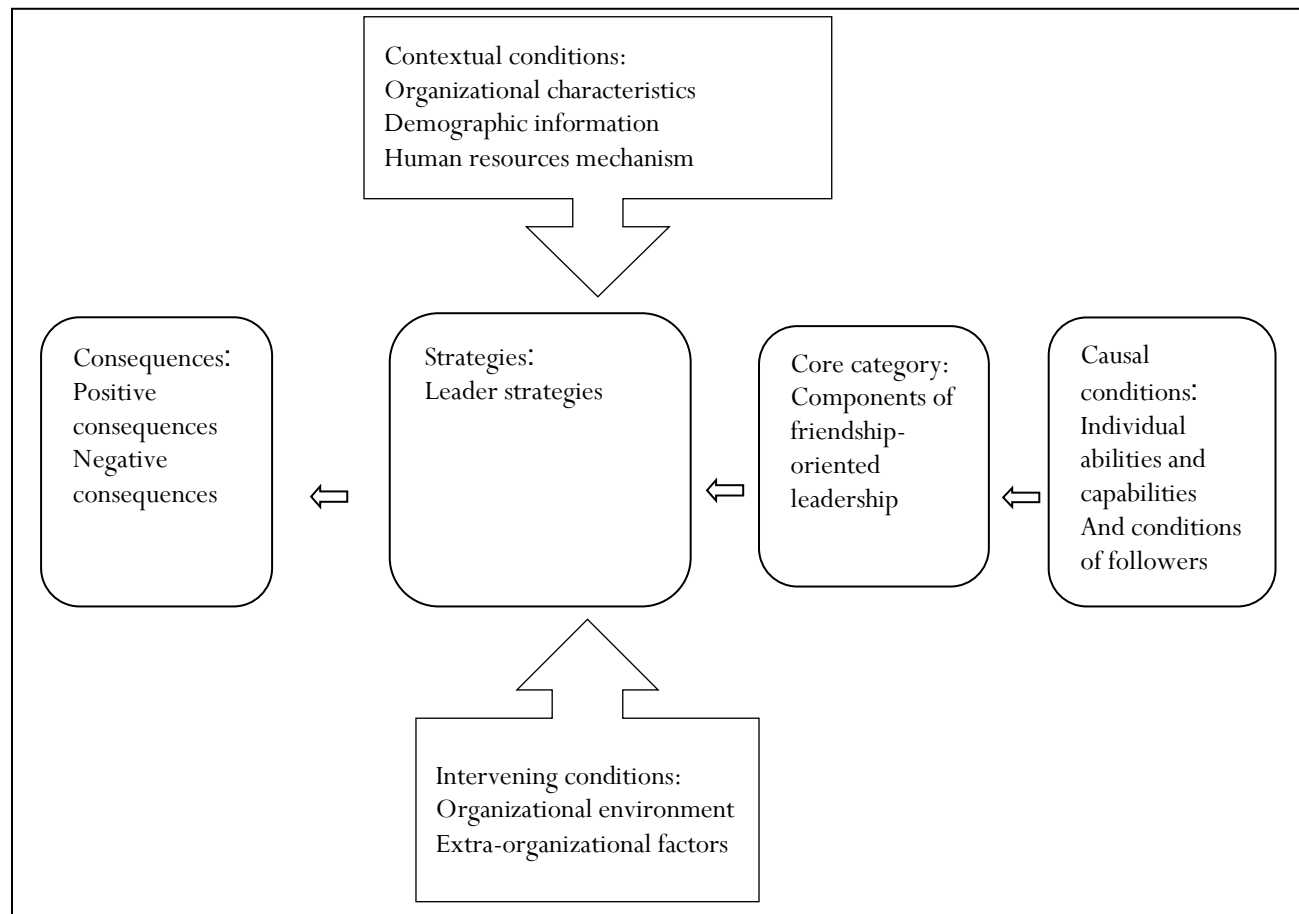 Contextual conditions:
Organizational characteristics
Demographic information
Human resources mechanism
Consequences:
Positive
consequences
Negative
consequences
Strategies:
Leader strategies
Core category:
Components of
friendship-
oriented
leadership
Causal
conditions:
Individual
abilities and
capabilities
And conditions
of followers
Intervening conditions:
Organizational environment
Extra-organizational factors